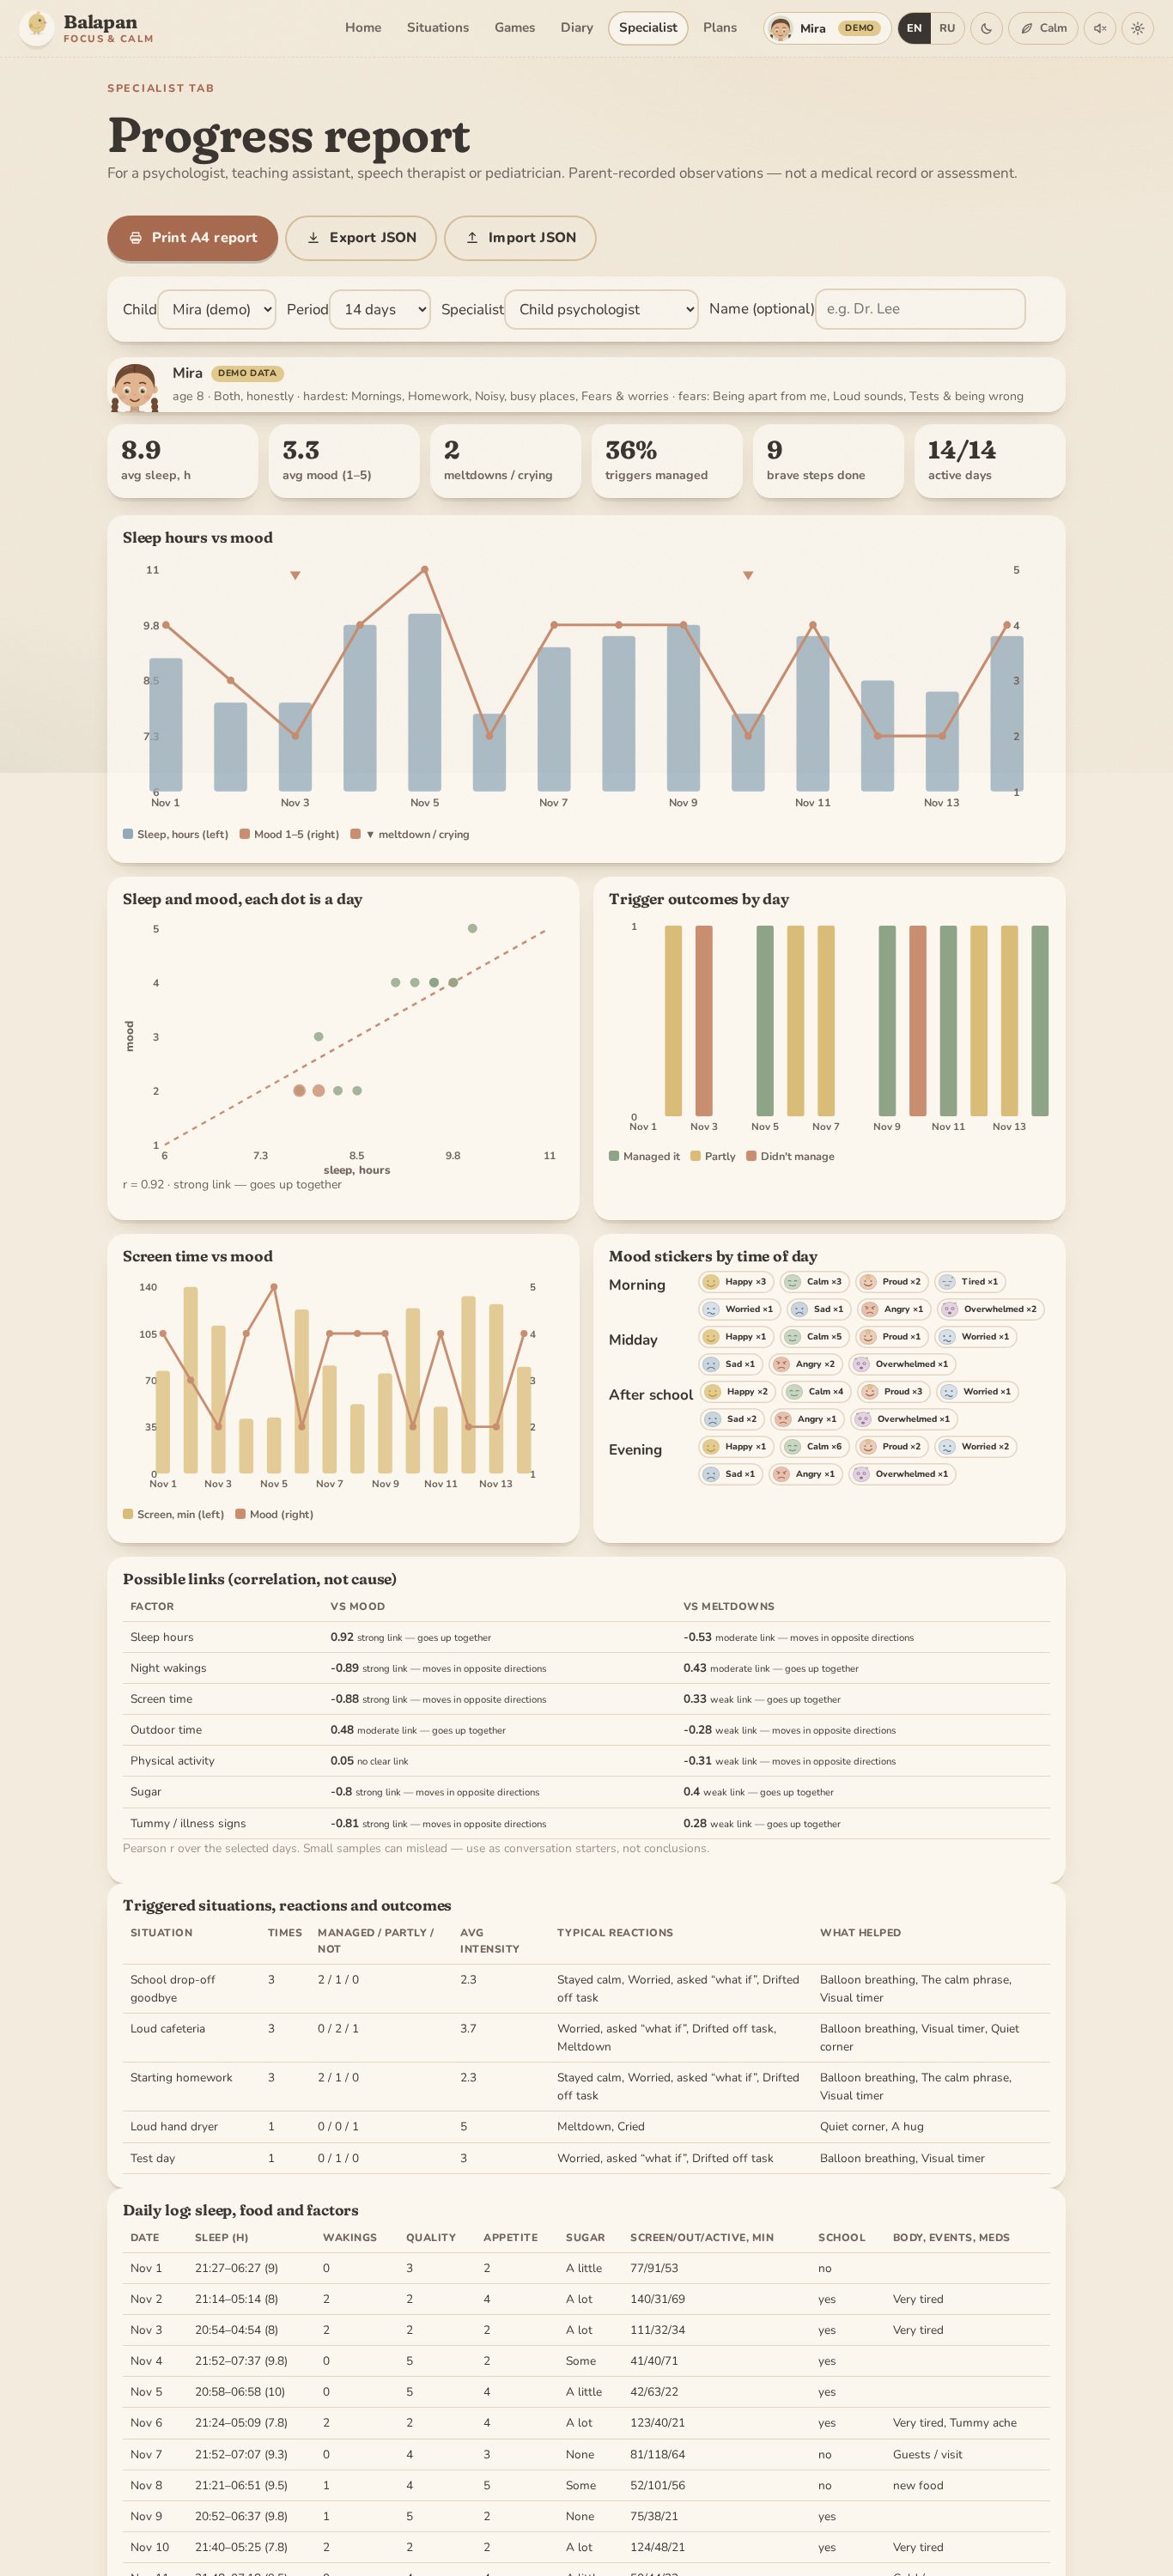 Balapan
FOCUS & CALM
Home Situations Games Diary Specialist Plans
Mira DEMO EN RU Calm
SPECIALIST TAB
Progress report
For a psychologist, teaching assistant, speech therapist or pediatrician. Parent-recorded observations — not a medical record or assessment.
Print A4 report Export JSON Import JSON
Child Mira (demo) Period 14 days Specialist Child psychologist Name (optional) e.g. Dr. Lee
Mira DEMO DATA
age 8 · Both, honestly · hardest: Mornings, Homework, Noisy, busy places, Fears & worries · fears: Being apart from me, Loud sounds, Tests & being wrong
8.9 3.3 2 36% 9 14/14
avg sleep, h avg mood (1–5) meltdowns / crying triggers managed brave steps done active days
Sleep hours vs mood
11 5
9.8 4
8.5 3
7.3 2
6 1
Nov 1 Nov 3 Nov 5 Nov 7 Nov 9 Nov 11 Nov 13
Sleep, hours (left) Mood 1–5 (right) ▼ meltdown / crying
Sleep and mood, each dot is a day
5
4
3
2
1
mood
6 7.3 8.5 9.8 11
sleep, hours
r = 0.92 · strong link — goes up together
Trigger outcomes by day
1
0
Nov 1 Nov 3 Nov 5 Nov 7 Nov 9 Nov 11 Nov 13
Managed it Partly Didn't manage
Screen time vs mood
140 5
105 4
70 3
35 2
0 1
Nov 1 Nov 3 Nov 5 Nov 7 Nov 9 Nov 11 Nov 13
Screen, min (left) Mood (right)
Mood stickers by time of day
Morning Happy ×3 Calm ×3 Proud ×2 Tired ×1
Worried ×1 Sad ×1 Angry ×1 Overwhelmed ×2
Midday Happy ×1 Calm ×5 Proud ×1 Worried ×1
Sad ×1 Angry ×2 Overwhelmed ×1
After school Happy ×2 Calm ×4 Proud ×3 Worried ×1
Sad ×2 Angry ×1 Overwhelmed ×1
Evening Happy ×1 Calm ×6 Proud ×2 Worried ×2
Sad ×1 Angry ×1 Overwhelmed ×1
Possible links (correlation, not cause)
FACTOR VS MOOD VS MELTDOWNS
Sleep hours 0.92 strong link — goes up together -0.53 moderate link — moves in opposite directions
Night wakings -0.89 strong link — moves in opposite directions 0.43 moderate link — goes up together
Screen time -0.88 strong link — moves in opposite directions 0.33 weak link — goes up together
Outdoor time 0.48 moderate link — goes up together -0.28 weak link — moves in opposite directions
Physical activity 0.05 no clear link -0.31 weak link — moves in opposite directions
Sugar -0.8 strong link — moves in opposite directions 0.4 weak link — goes up together
Tummy / illness signs -0.81 strong link — moves in opposite directions 0.28 weak link — goes up together
Pearson r over the selected days. Small samples can mislead — use as conversation starters, not conclusions.
Triggered situations, reactions and outcomes
SITUATION TIMES MANAGED / PARTLY / NOT AVG INTENSITY TYPICAL REACTIONS WHAT HELPED
School drop-off goodbye 3 2 / 1 / 0 2.3 Stayed calm, Worried, asked “what if”, Drifted off task Balloon breathing, The calm phrase, Visual timer
Loud cafeteria 3 0 / 2 / 1 3.7 Worried, asked “what if”, Drifted off task, Meltdown Balloon breathing, Visual timer, Quiet corner
Starting homework 3 2 / 1 / 0 2.3 Stayed calm, Worried, asked “what if”, Drifted off task Balloon breathing, The calm phrase, Visual timer
Loud hand dryer 1 0 / 0 / 1 5 Meltdown, Cried Quiet corner, A hug
Test day 1 0 / 1 / 0 3 Worried, asked “what if”, Drifted off task Balloon breathing, Visual timer
Daily log: sleep, food and factors
DATE SLEEP (H) WAKINGS QUALITY APPETITE SUGAR SCREEN/OUT/ACTIVE, MIN SCHOOL BODY, EVENTS, MEDS
Nov 1 21:27–06:27 (9) 0 3 2 A little 77/91/53 no
Nov 2 21:14–05:14 (8) 2 2 4 A lot 140/31/69 yes Very tired
Nov 3 20:54–04:54 (8) 2 2 2 A lot 111/32/34 yes Very tired
Nov 4 21:52–07:37 (9.8) 0 5 2 Some 41/40/71 yes
Nov 5 20:58–06:58 (10) 0 5 4 A little 42/63/22 yes
Nov 6 21:24–05:09 (7.8) 2 2 4 A lot 123/40/21 yes Very tired, Tummy ache
Nov 7 21:52–07:07 (9.3) 0 4 3 None 81/118/64 no Guests / visit
Nov 8 21:21–06:51 (9.5) 1 4 5 Some 52/101/56 no new food
Nov 9 20:52–06:37 (9.8) 1 5 2 None 75/38/21 yes
Nov 10 21:40–05:25 (7.8) 2 2 2 A lot 124/48/21 yes Very tired